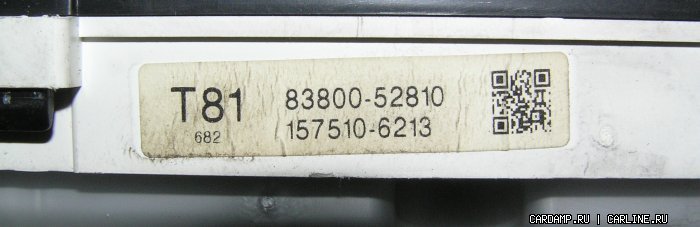 T81
682
83800-52810
157510-6213
CARDAMP.RU | CARLINE.RU